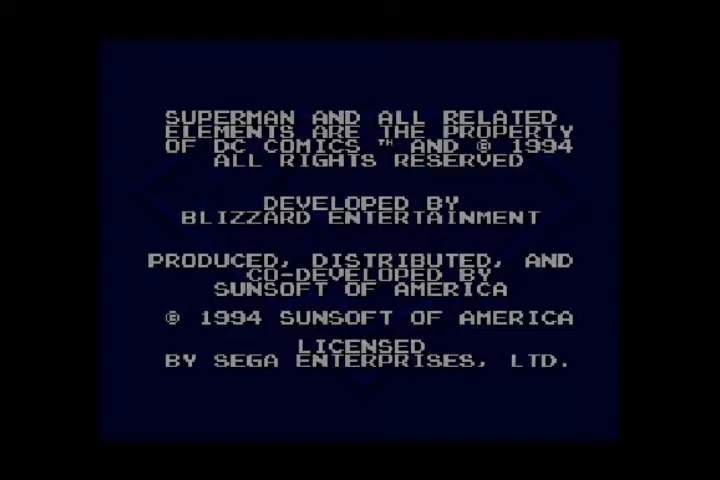 SUPERMAN AND ALL RELATED
ELEMENTS ARE THE PROPERTY
OF DC COMICS ™ AND © 1994
ALL RIGHTS RESERVED
DEVELOPED BY
BLIZZARD ENTERTAINMENT
PRODUCED, DISTRIBUTED, AND
CO-DEVELOPED BY
SUNSOFT OF AMERICA
© 1994 SUNSOFT OF AMERICA
LICENSED
BY SEGA ENTERPRISES, LTD.